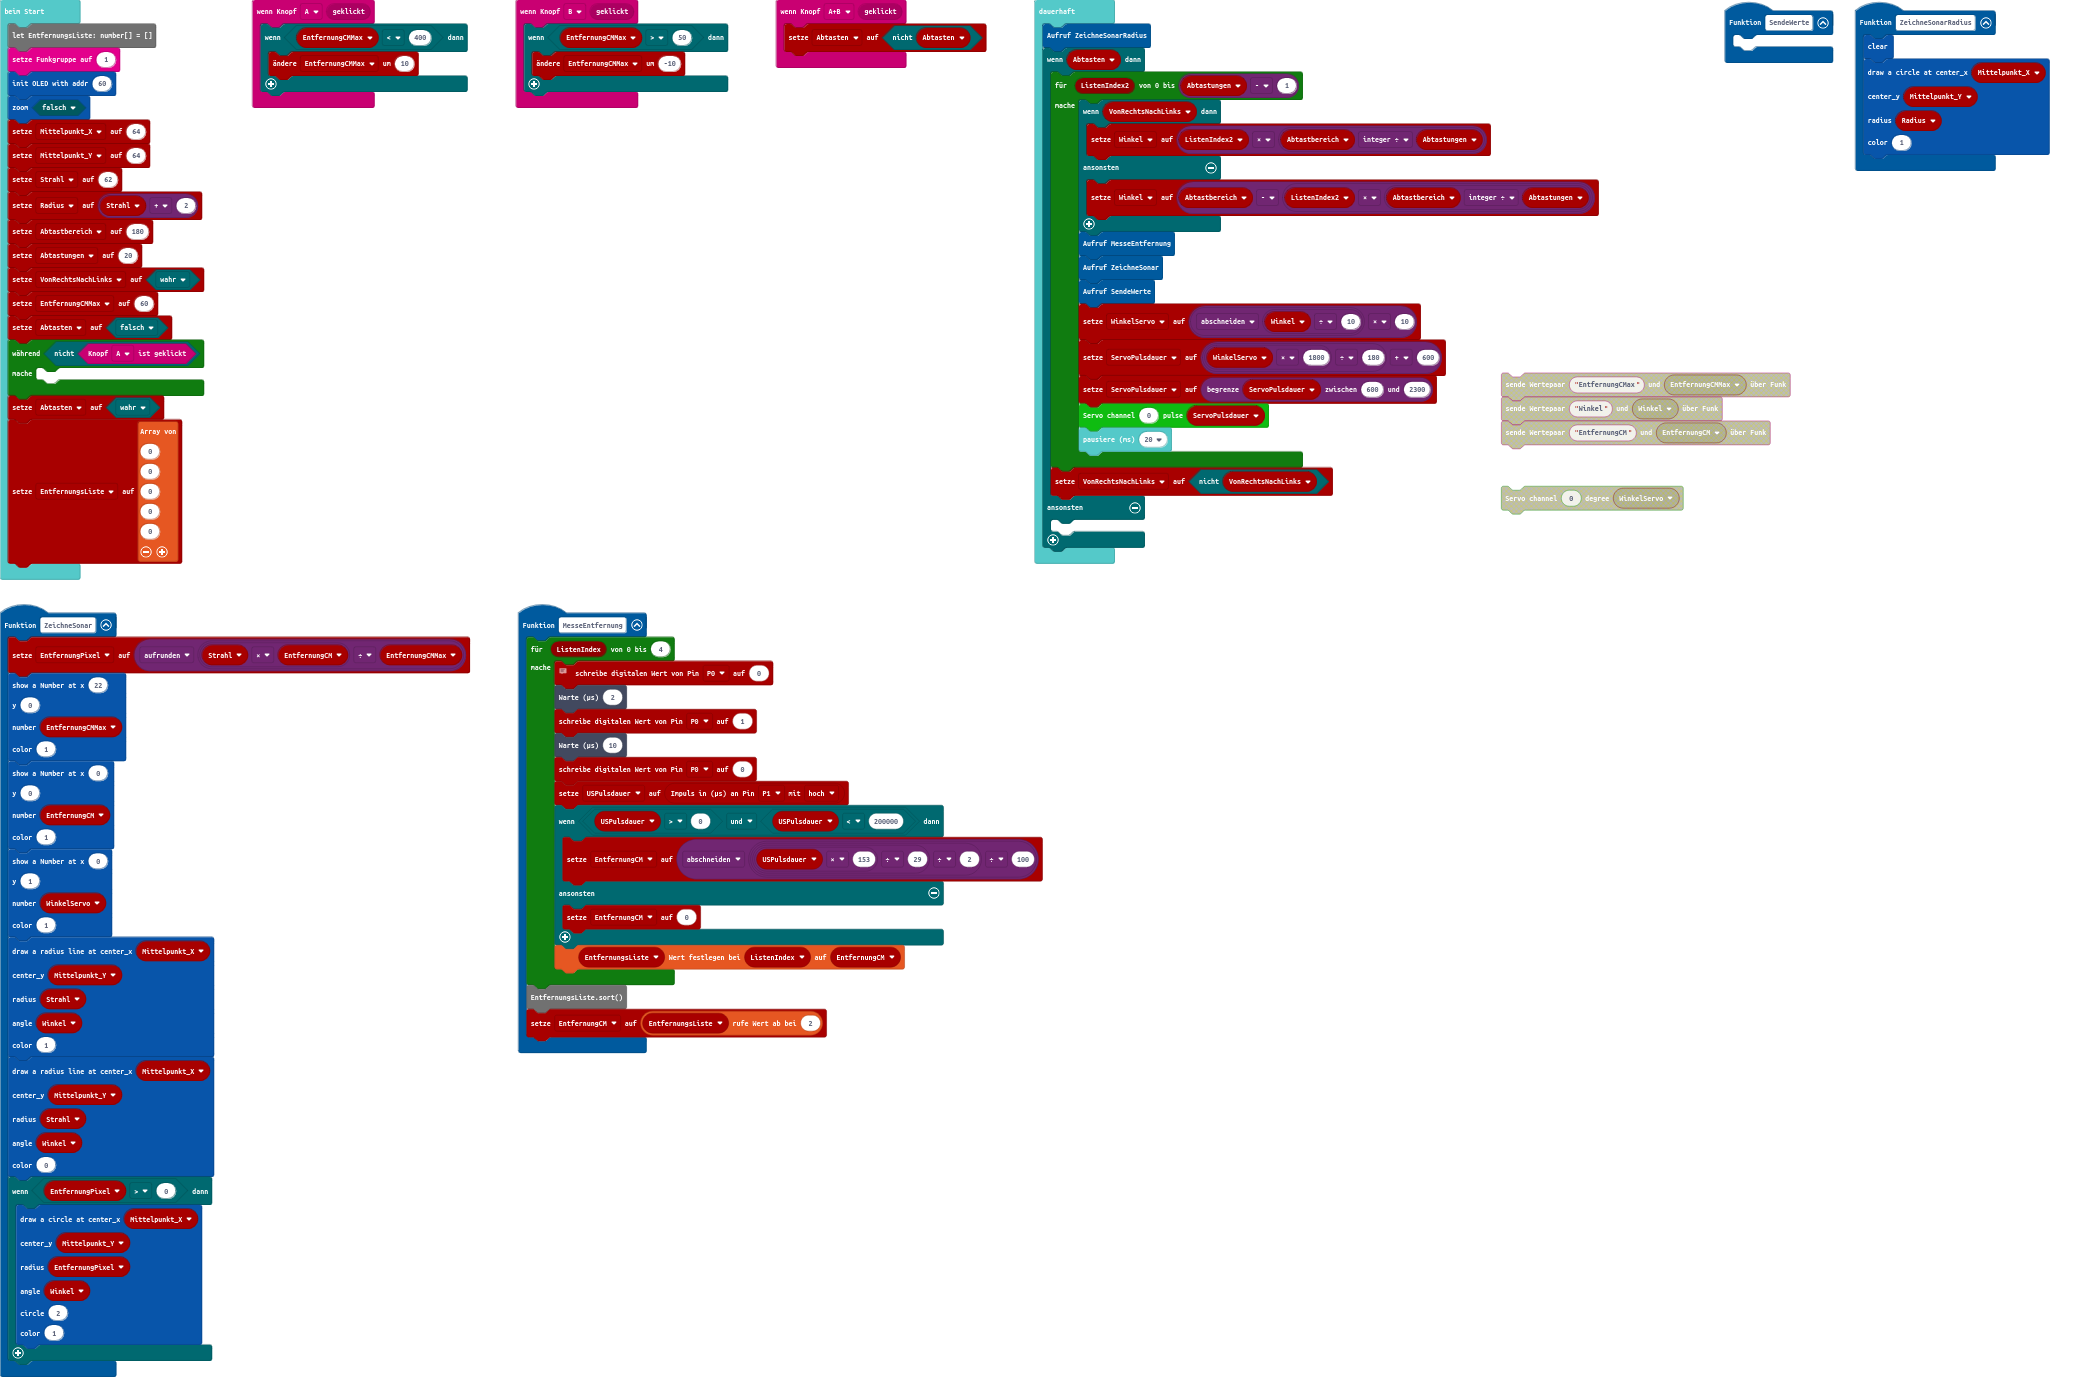 beim Start
let EntfernungsListe: number[] = []
setze Funkgruppe auf 1
init OLED with addr 60
zoom falsch
setze Mittelpunkt_X auf 64
setze Mittelpunkt_Y auf 64
setze Strahl auf 62
setze Radius auf Strahl ÷ 2
setze Abtastbereich auf 180
setze Abtastungen auf 20
setze VonRechtsNachLinks auf wahr
setze EntfernungCMMax auf 60
setze Abtasten auf falsch
während nicht Knopf A ist geklickt
mache
setze Abtasten auf wahr
setze EntfernungsListe auf Array von
0
0
0
0
0
wenn Knopf A geklickt
wenn EntfernungCMMax < 400 dann
ändere EntfernungCMMax um 10
wenn Knopf B geklickt
wenn EntfernungCMMax > 50 dann
ändere EntfernungCMMax um -10
wenn Knopf A+B geklickt
setze Abtasten auf nicht Abtasten
dauerhaft
Aufruf ZeichneSonarRadius
wenn Abtasten dann
für ListenIndex2 von 0 bis Abtastungen - 1
mache
wenn VonRechtsNachLinks dann
setze Winkel auf ListenIndex2 × Abtastbereich integer ÷ Abtastungen
ansonsten
setze Winkel auf Abtastbereich - ListenIndex2 × Abtastbereich integer ÷ Abtastungen
Aufruf MesseEntfernung
Aufruf ZeichneSonar
Aufruf SendeWerte
setze WinkelServo auf abschneiden Winkel ÷ 10 × 10
setze ServoPulsdauer auf WinkelServo × 1800 ÷ 180 + 600
setze ServoPulsdauer auf begrenze ServoPulsdauer zwischen 600 und 2300
Servo channel 0 pulse ServoPulsdauer
pausiere (ms) 20
setze VonRechtsNachLinks auf nicht VonRechtsNachLinks
ansonsten
sende Wertepaar "EntfernungCMax" und EntfernungCMMax über Funk
sende Wertepaar "Winkel" und Winkel über Funk
sende Wertepaar "EntfernungCM" und EntfernungCM über Funk
Servo channel 0 degree WinkelServo
Funktion SendeWerte
Funktion ZeichneSonarRadius
clear
draw a circle at center_x Mittelpunkt_X
center_y Mittelpunkt_Y
radius Radius
color 1
Funktion ZeichneSonar
setze EntfernungPixel auf aufrunden Strahl × EntfernungCM ÷ EntfernungCMMax
show a Number at x 22
y 0
number EntfernungCMMax
color 1
show a Number at x 0
y 0
number EntfernungCM
color 1
show a Number at x 0
y 1
number WinkelServo
color 1
draw a radius line at center_x Mittelpunkt_X
center_y Mittelpunkt_Y
radius Strahl
angle Winkel
color 1
draw a radius line at center_x Mittelpunkt_X
center_y Mittelpunkt_Y
radius Strahl
angle Winkel
color 0
wenn EntfernungPixel > 0 dann
draw a circle at center_x Mittelpunkt_X
center_y Mittelpunkt_Y
radius EntfernungPixel
angle Winkel
circle 2
color 1
Funktion MesseEntfernung
für ListenIndex von 0 bis 4
mache
schreibe digitalen Wert von Pin P0 auf 0
Warte (µs) 2
schreibe digitalen Wert von Pin P0 auf 1
Warte (µs) 10
schreibe digitalen Wert von Pin P0 auf 0
setze USPulsdauer auf Impuls in (µs) an Pin P1 mit hoch
wenn USPulsdauer > 0 und USPulsdauer < 200000 dann
setze EntfernungCM auf abschneiden USPulsdauer × 153 ÷ 29 ÷ 2 ÷ 100
ansonsten
setze EntfernungCM auf 0
EntfernungsListe Wert festlegen bei ListenIndex auf EntfernungCM
EntfernungsListe.sort()
setze EntfernungCM auf EntfernungsListe rufe Wert ab bei 2